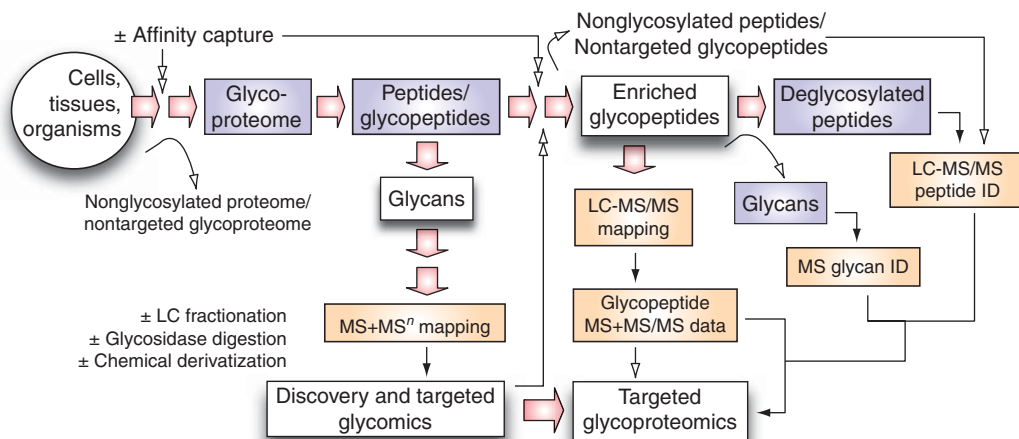 ± Affinity capture
Nonglycosylated peptides/
Nontargeted glycopeptides
Cells,
tissues,
organisms
Glyco-
proteome
Peptides/
glycopeptides
Enriched
glycopeptides
Deglycosylated
peptides
Nonglycosylated proteome/
nontargeted glycoproteome
Glycans
LC-MS/MS
mapping
Glycans
LC-MS/MS
peptide ID
MS glycan ID
± LC fractionation
± Glycosidase digestion
± Chemical derivatization
MS+MSⁿ mapping
Glycopeptide
MS+MS/MS data
Discovery and targeted
glycomics
Targeted
glycoproteomics